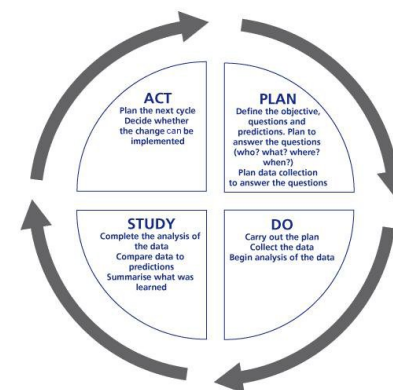 ACT
Plan the next cycle
Decide whether
the change can be
implemented
PLAN
Define the objective,
questions and
predictions. Plan to
answer the questions
(who? what? where?
when?)
Plan data collection
to answer the questions
STUDY
Complete the analysis of
the data
Compare data to
predictions
Summarise what was
learned
DO
Carry out the plan
Collect the data
Begin analysis of the data